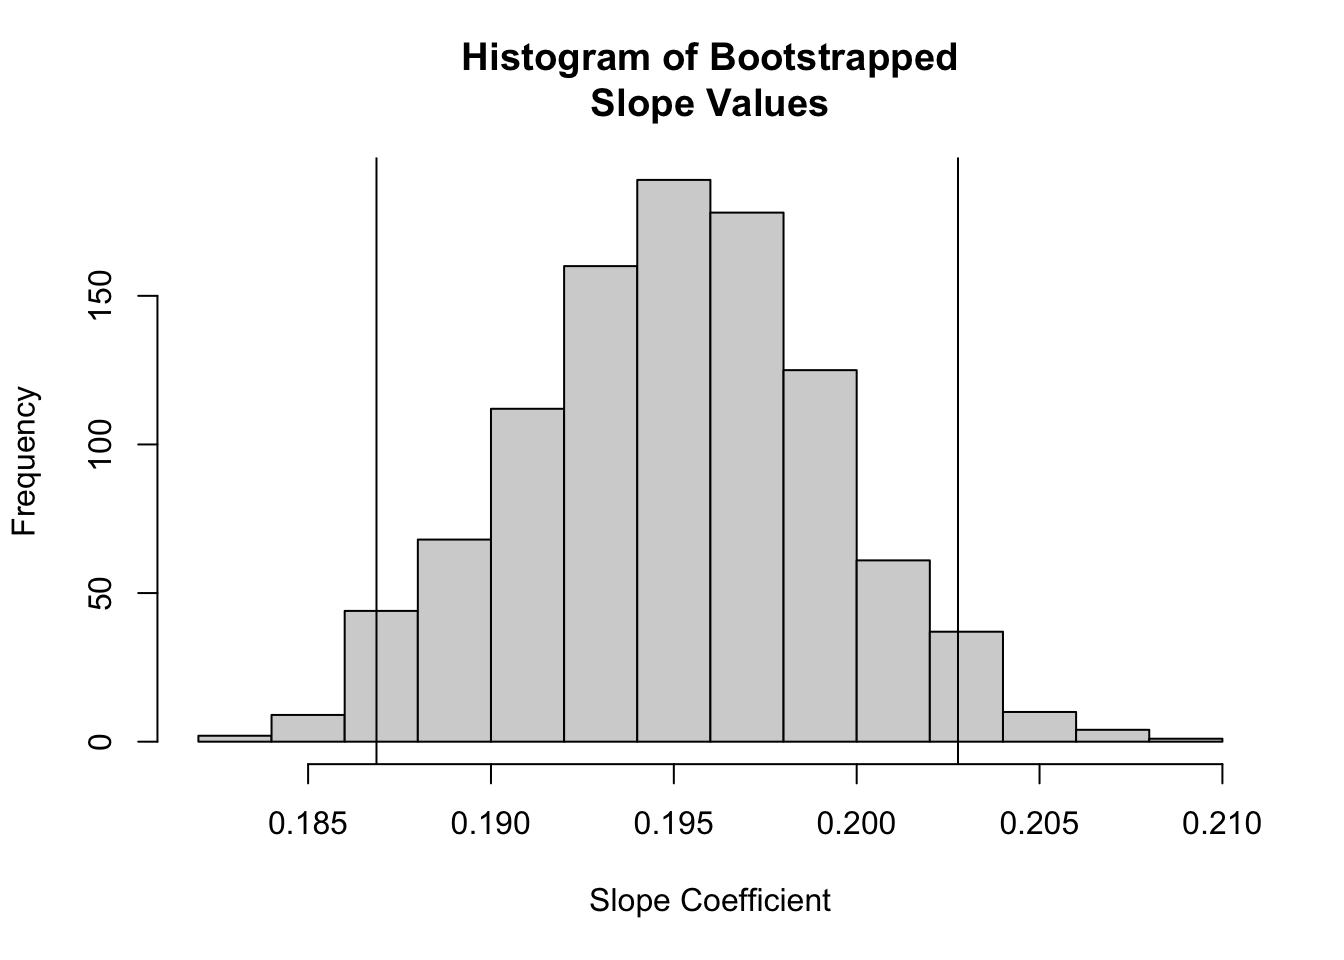 Histogram of Bootstrapped
Slope Values
Frequency
150
100
50
0
0.185 0.190 0.195 0.200 0.205 0.210
Slope Coefficient